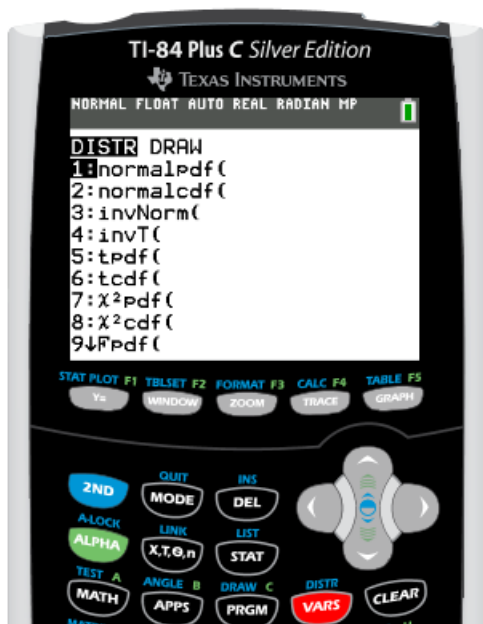 TI-84 Plus C Silver Edition
TEXAS INSTRUMENTS
NORMAL FLOAT AUTO REAL RADIAN MP
DISTR DRAW
1:normalpdf(
2:normalcdf(
3:invNorm(
4:invT(
5:tpdf(
6:tcdf(
7:χ²pdf(
8:χ²cdf(
9↓Fpdf(
STAT PLOT F1 TBLSET F2 FORMAT F3 CALC F4 TABLE F5
Y= WINDOW ZOOM TRACE GRAPH
QUIT INS
2ND MODE DEL
A-LOCK LINK LIST
ALPHA X,T,Θ,n STAT
TEST A ANGLE B DRAW C DISTR
MATH APPS PRGM VARS CLEAR